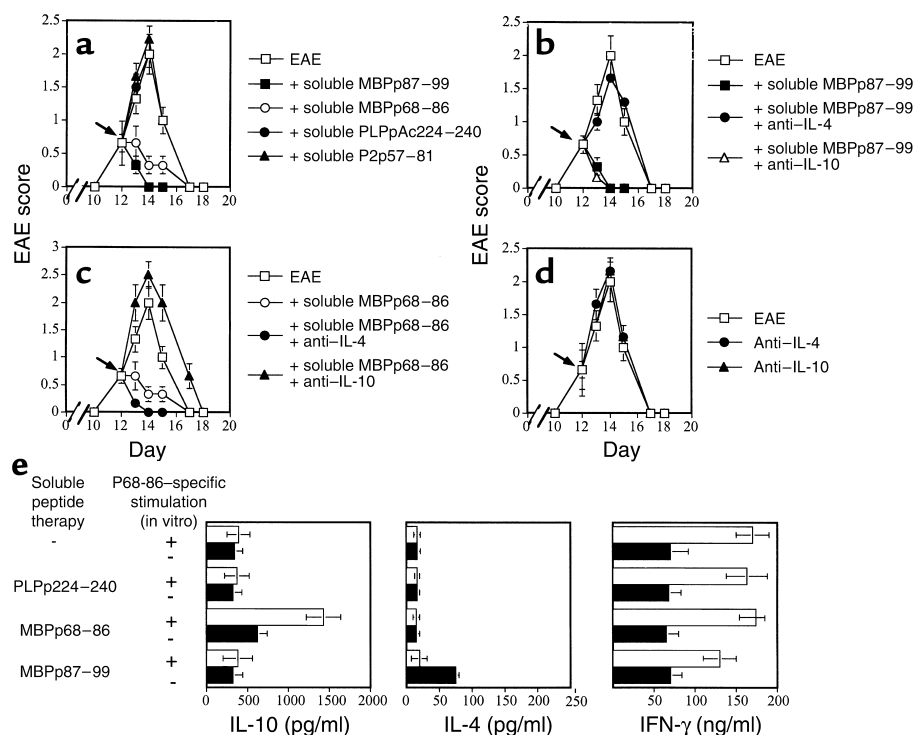 a
EAE score
2.5
2
1.5
1
0.5
0
0 10 12 14 16 18 20
EAE
+ soluble MBPp87–99
+ soluble MBPp68–86
+ soluble PLPpAc224–240
+ soluble P2p57–81
b
EAE score
2.5
2
1.5
1
0.5
0
0 10 12 14 16 18 20
EAE
+ soluble MBPp87–99
+ soluble MBPp87–99
+ anti–IL-4
+ soluble MBPp87–99
+ anti–IL-10
c
3
2.5
2
1.5
1
0.5
0
0 10 12 14 16 18 20
Day
EAE
+ soluble MBPp68–86
+ soluble MBPp68–86
+ anti–IL-4
+ soluble MBPp68–86
+ anti–IL-10
d
2.5
2
1.5
1
0.5
0
0 10 12 14 16 18 20
Day
EAE
Anti–IL-4
Anti–IL-10
e
Soluble
peptide
therapy
P68-86–specific
stimulation
(in vitro)
- +
-
PLPp224–240 +
-
MBPp68–86 +
-
MBPp87–99 +
-
0 500 1000 1500 2000
IL-10 (pg/ml)
0 50 100 150 200 25
IL-4 (pg/ml)
0 50 100 150 200
IFN-γ (ng/ml)